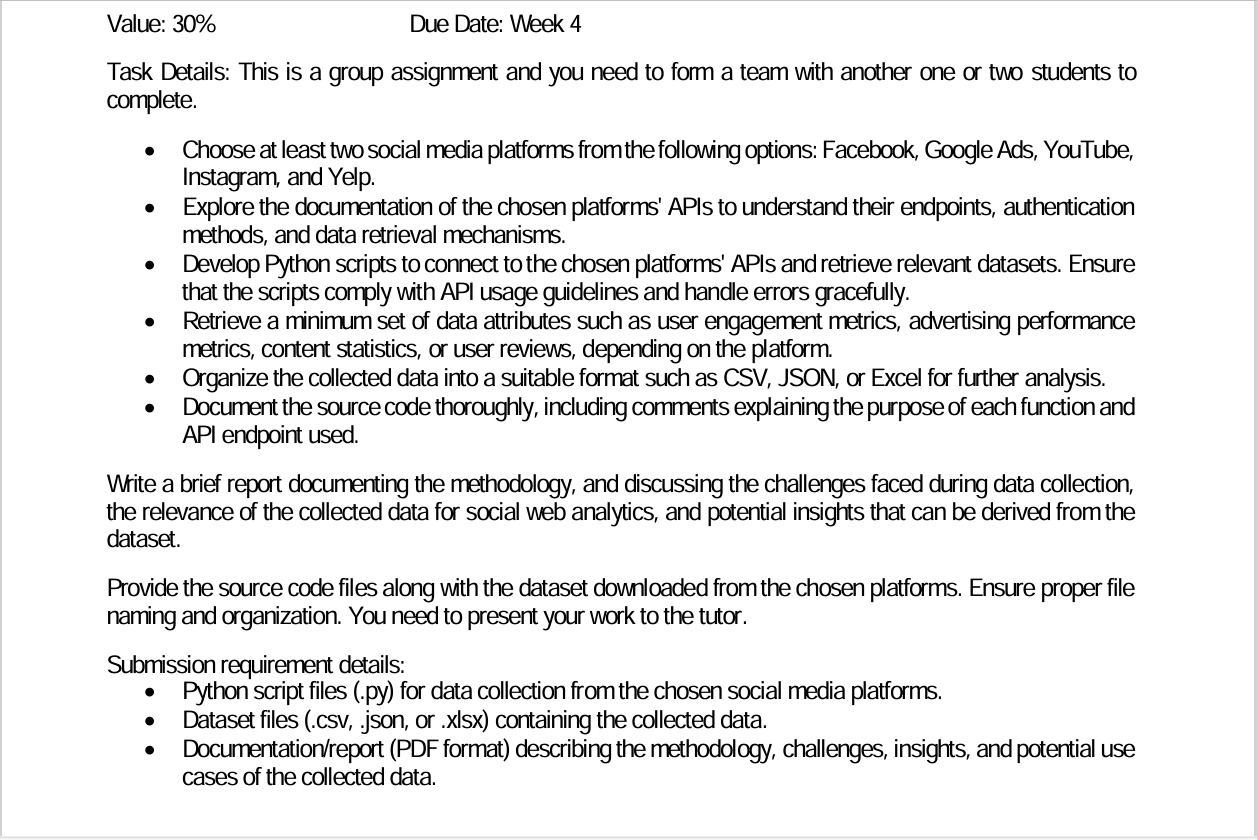 Value: 30% Due Date: Week 4
Task Details: This is a group assignment and you need to form a team with another one or two students to
complete.
• Choose at least two social media platforms from the following options: Facebook, Google Ads, YouTube,
Instagram, and Yelp.
• Explore the documentation of the chosen platforms' APIs to understand their endpoints, authentication
methods, and data retrieval mechanisms.
• Develop Python scripts to connect to the chosen platforms' APIs and retrieve relevant datasets. Ensure
that the scripts comply with API usage guidelines and handle errors gracefully.
• Retrieve a minimum set of data attributes such as user engagement metrics, advertising performance
metrics, content statistics, or user reviews, depending on the platform.
• Organize the collected data into a suitable format such as CSV, JSON, or Excel for further analysis.
• Document the source code thoroughly, including comments explaining the purpose of each function and
API endpoint used.
Write a brief report documenting the methodology, and discussing the challenges faced during data collection,
the relevance of the collected data for social web analytics, and potential insights that can be derived from the
dataset.
Provide the source code files along with the dataset downloaded from the chosen platforms. Ensure proper file
naming and organization. You need to present your work to the tutor.
Submission requirement details:
• Python script files (.py) for data collection from the chosen social media platforms.
• Dataset files (.csv, .json, or .xlsx) containing the collected data.
• Documentation/report (PDF format) describing the methodology, challenges, insights, and potential use
cases of the collected data.